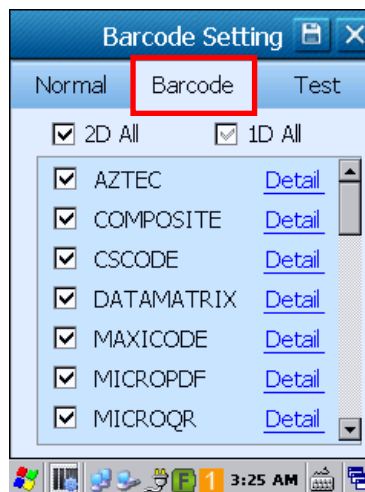 Barcode Setting
Normal Barcode Test
2D All 1D All
AZTEC Detail
COMPOSITE Detail
CSCODE Detail
DATAMATRIX Detail
MAXICODE Detail
MICROPDF Detail
MICROQR Detail
F 1 3:25 AM